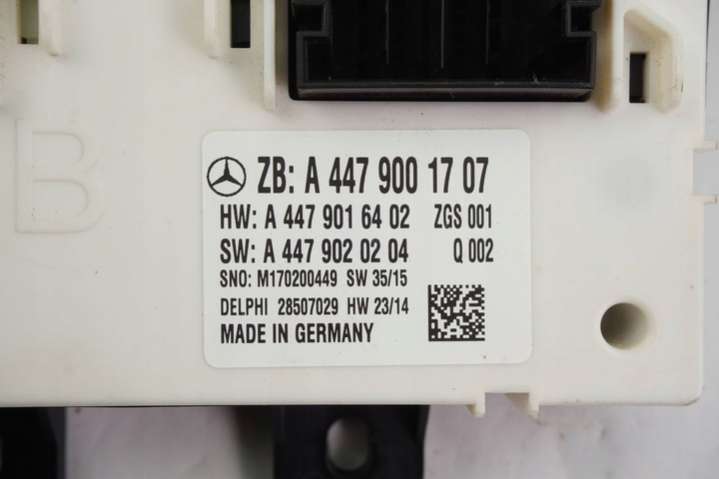 B
ZB: A 447 900 17 07
HW: A 447 901 64 02 ZGS 001
SW: A 447 902 02 04 Q 002
SNO: M170200449 SW 35/15
DELPHI 28507029 HW 23/14
MADE IN GERMANY